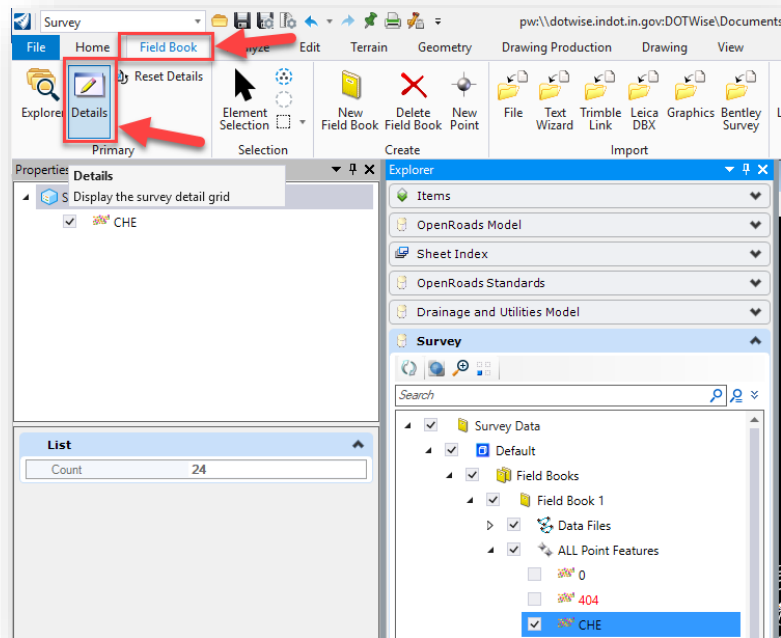 Survey
pw:\\dotwise.indot.in.gov:DOTWise\Documents
File Home Field Book Edit Terrain Geometry Drawing Production Drawing View
Explorer
Details
Reset Details
Primary
Element
Selection
Selection
New
Field Book
Delete
Field Book
New
Point
Create
File
Text
Wizard
Trimble
Link
Leica
DBX
Graphics
Bentley
Survey
Import
Properties
Details
Display the survey detail grid
CHE
List
Count 24
Explorer
Items
OpenRoads Model
Sheet Index
OpenRoads Standards
Drainage and Utilities Model
Survey
Search
Survey Data
Default
Field Books
Field Book 1
Data Files
ALL Point Features
0
404
CHE